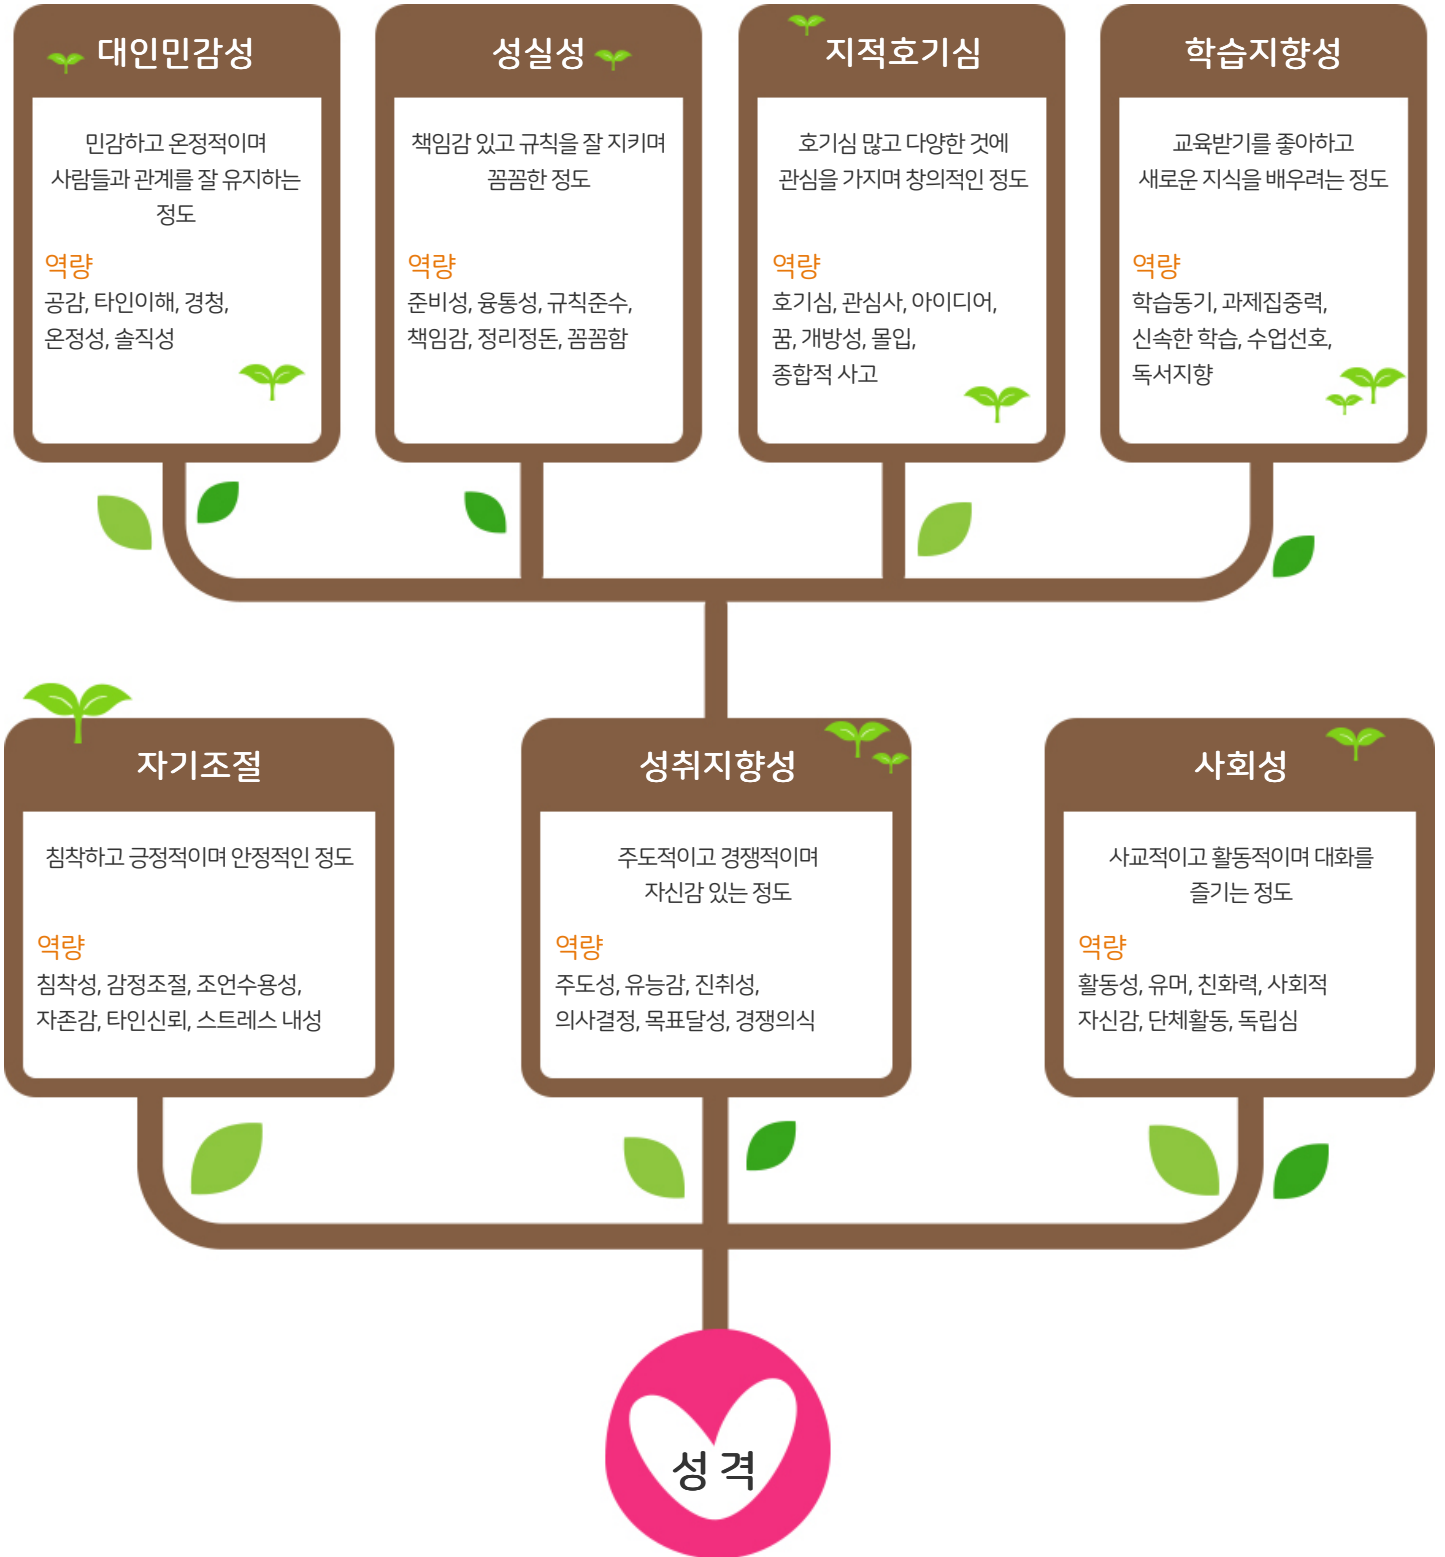 대인민감성
민감하고 온정적이며
사람들과 관계를 잘 유지하는
정도
역량
공감, 타인이해, 경청,
온정성, 솔직성
성실성
책임감 있고 규칙을 잘 지키며
꼼꼼한 정도
역량
준비성, 융통성, 규칙준수,
책임감, 정리정돈, 꼼꼼함
지적호기심
호기심 많고 다양한 것에
관심을 가지며 창의적인 정도
역량
호기심, 관심사, 아이디어,
꿈, 개방성, 몰입,
종합적 사고
학습지향성
교육받기를 좋아하고
새로운 지식을 배우려는 정도
역량
학습동기, 과제집중력,
신속한 학습, 수업선호,
독서지향
자기조절
침착하고 긍정적이며 안정적인 정도
역량
침착성, 감정조절, 조언수용성,
자존감, 타인신뢰, 스트레스 내성
성취지향성
주도적이고 경쟁적이며
자신감 있는 정도
역량
주도성, 유능감, 진취성,
의사결정, 목표달성, 경쟁의식
사회성
사교적이고 활동적이며 대화를
즐기는 정도
역량
활동성, 유머, 친화력, 사회적
자신감, 단체활동, 독립심
성격